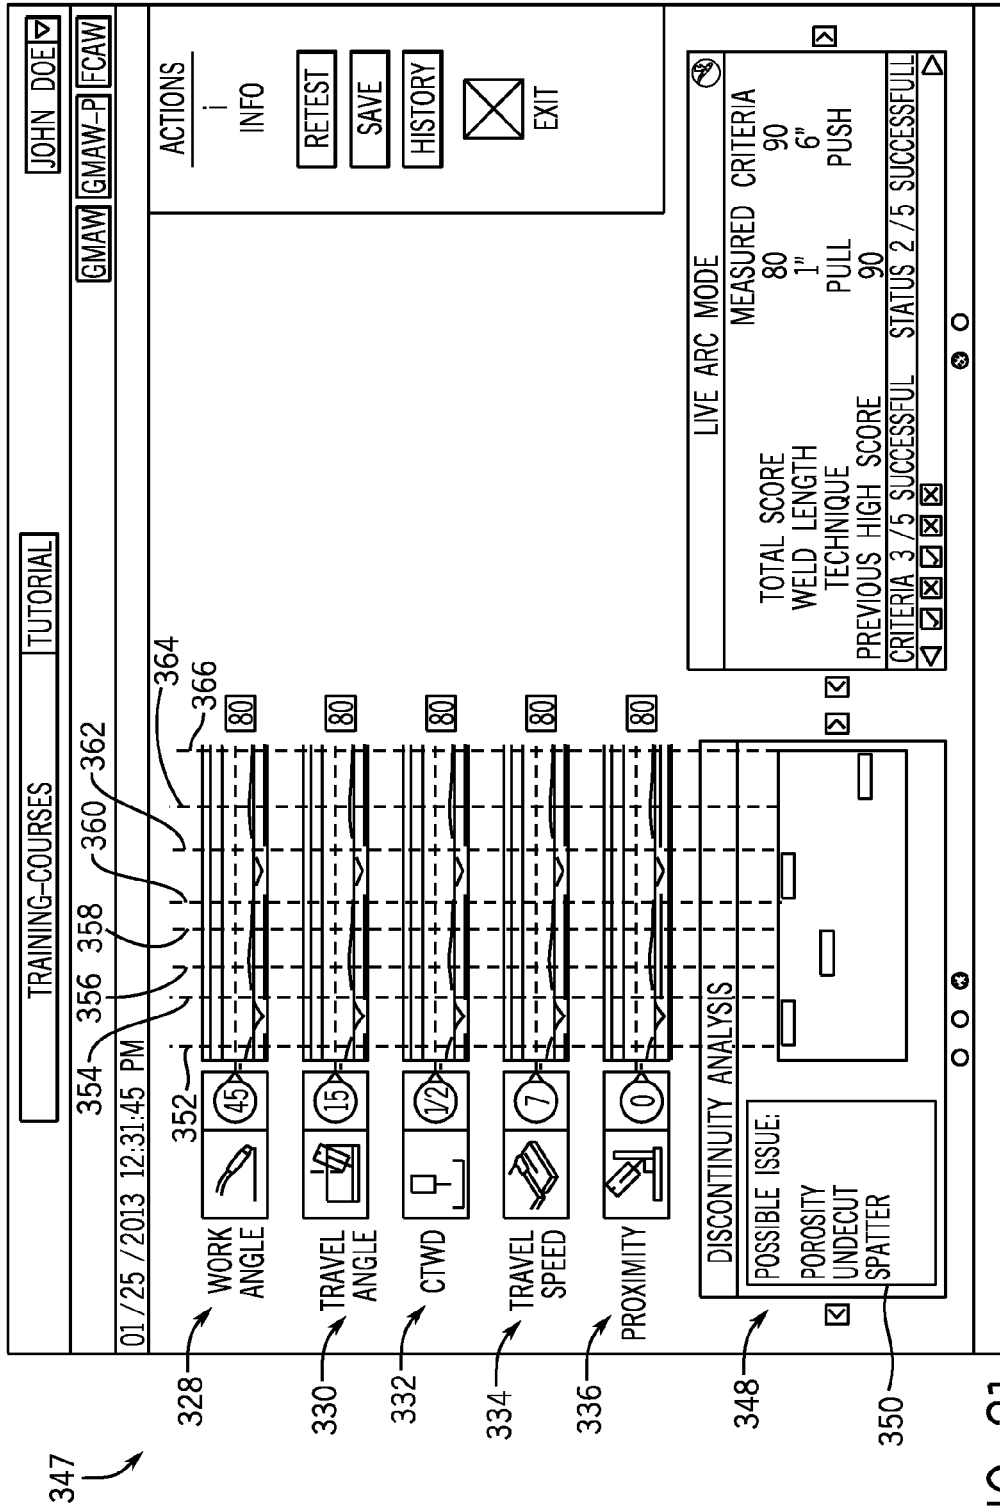 347
TRAINING-COURSES
TUTORIAL
JOHN DOE
GMAW
GMAW-P
FCAW
01/25/2013 12:31:45 PM
352
354
356
358
360
362
364
366
ACTIONS
i
INFO
RETEST
SAVE
HISTORY
EXIT
328
WORK
ANGLE
45
80
330
TRAVEL
ANGLE
15
80
332
CTWD
1/2
80
334
TRAVEL
SPEED
7
80
336
PROXIMITY
0
80
348
DISCONTINUITY ANALYSIS
POSSIBLE ISSUE:
POROSITY
UNDECUT
SPATTER
350
LIVE ARC MODE
MEASURED CRITERIA
TOTAL SCORE 80 90
WELD LENGTH 1" 6"
TECHNIQUE PULL PUSH
PREVIOUS HIGH SCORE 90
CRITERIA 3/5 SUCCESSFUL STATUS 2/5 SUCCESSFULL